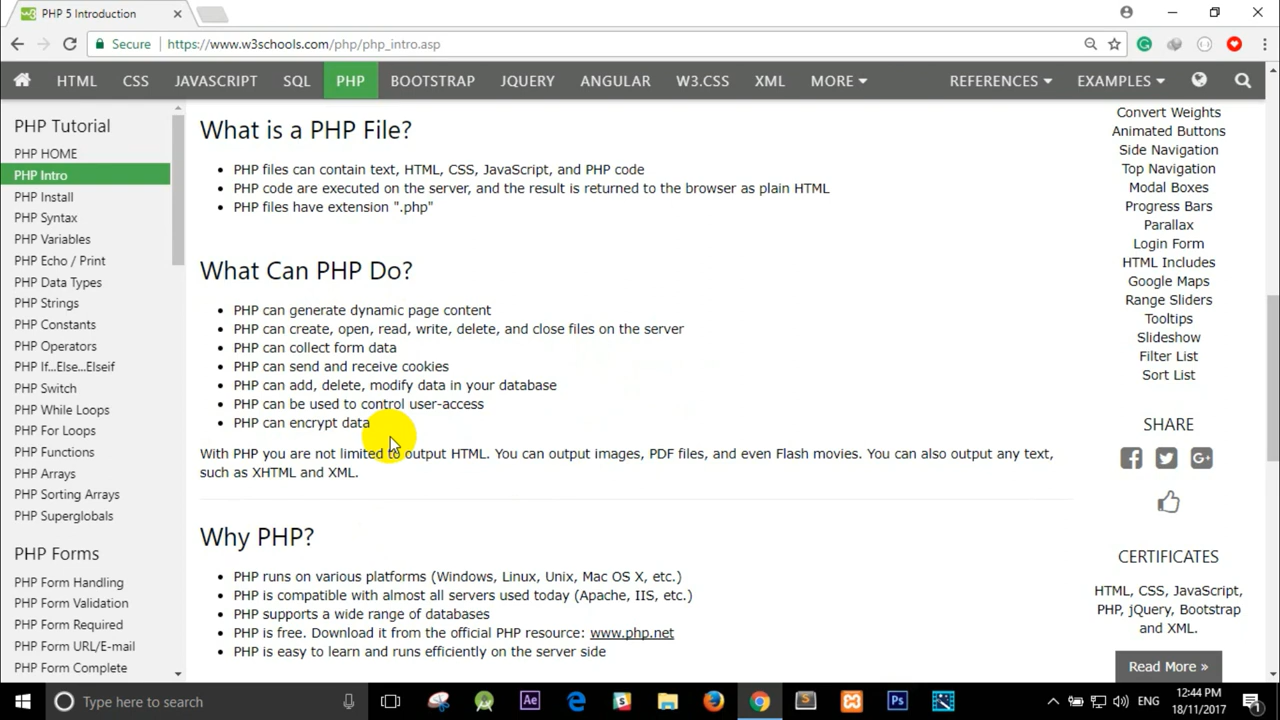 PHP 5 Introduction
Secure
https://www.w3schools.com/php/php_intro.asp
HTML CSS JAVASCRIPT SQL PHP BOOTSTRAP JQUERY ANGULAR W3.CSS XML MORE REFERENCES EXAMPLES
PHP Tutorial
PHP HOME
PHP Intro
PHP Install
PHP Syntax
PHP Variables
PHP Echo / Print
PHP Data Types
PHP Strings
PHP Constants
PHP Operators
PHP If...Else...Elseif
PHP Switch
PHP While Loops
PHP For Loops
PHP Functions
PHP Arrays
PHP Sorting Arrays
PHP Superglobals
PHP Forms
PHP Form Handling
PHP Form Validation
PHP Form Required
PHP Form URL/E-mail
PHP Form Complete
What is a PHP File?
PHP files can contain text, HTML, CSS, JavaScript, and PHP code
PHP code are executed on the server, and the result is returned to the browser as plain HTML
PHP files have extension ".php"
What Can PHP Do?
PHP can generate dynamic page content
PHP can create, open, read, write, delete, and close files on the server
PHP can collect form data
PHP can send and receive cookies
PHP can add, delete, modify data in your database
PHP can be used to control user-access
PHP can encrypt data
With PHP you are not limited to output HTML. You can output images, PDF files, and even Flash movies. You can also output any text,
such as XHTML and XML.
Why PHP?
PHP runs on various platforms (Windows, Linux, Unix, Mac OS X, etc.)
PHP is compatible with almost all servers used today (Apache, IIS, etc.)
PHP supports a wide range of databases
PHP is free. Download it from the official PHP resource: www.php.net
PHP is easy to learn and runs efficiently on the server side
Convert Weights
Animated Buttons
Side Navigation
Top Navigation
Modal Boxes
Progress Bars
Parallax
Login Form
HTML Includes
Google Maps
Range Sliders
Tooltips
Slideshow
Filter List
Sort List
SHARE
CERTIFICATES
HTML, CSS, JavaScript,
PHP, jQuery, Bootstrap
and XML.
Read More »
Type here to search
Ae
Ps
ENG
12:44 PM
18/11/2017
1